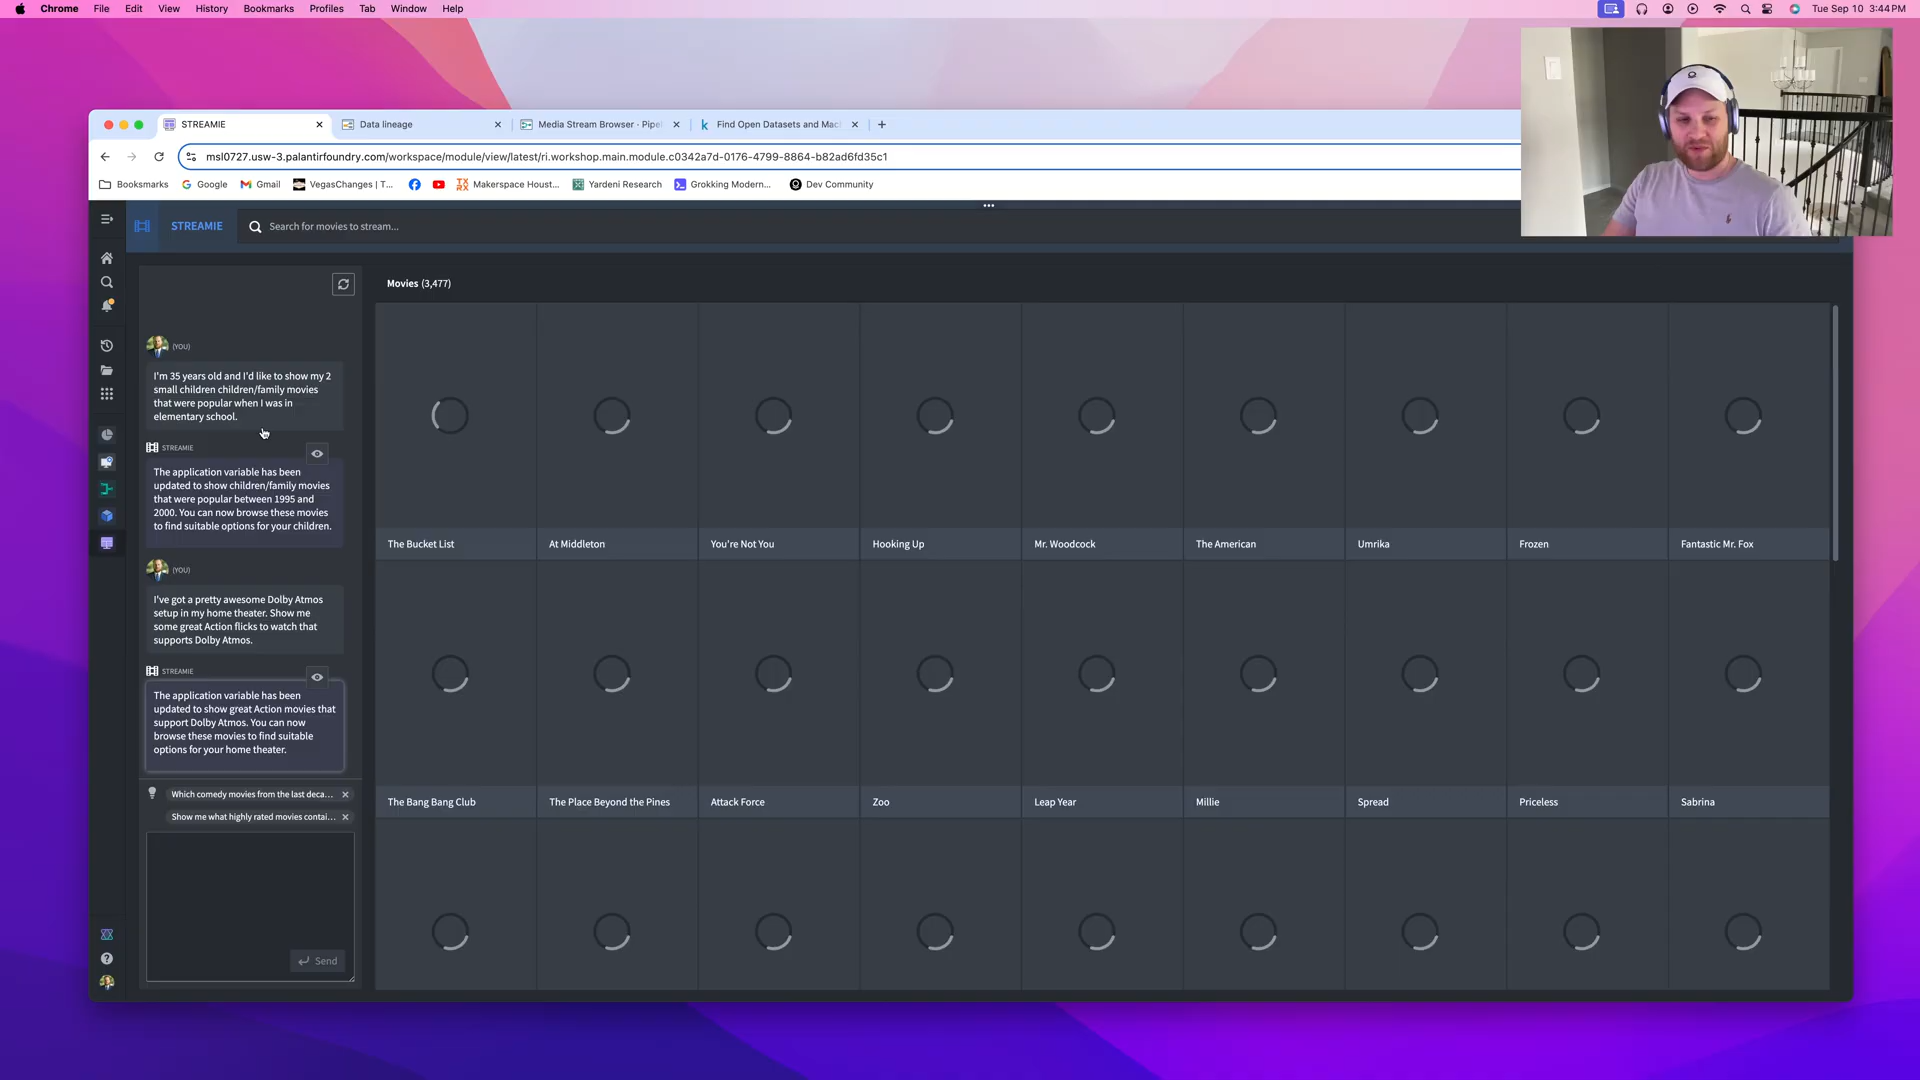 Chrome File Edit View History Bookmarks Profiles Tab Window Help
Tue Sep 10 3:44 PM
STREAMIE
Data lineage
Media Stream Browser · Pipel
Find Open Datasets and Mac
msl0727.usw-3.palantirfoundry.com/workspace/module/view/latest/ri.workshop.main.module.c0342a7d-0176-4799-8864-b82ad6fd35c1
Booksmarks
Google
Gmail
VegasChanges | T...
Makerspace Houst...
Yardeni Research
Grokking Modern...
Dev Community
STREAMIE
Search for movies to stream...
(YOU)
I'm 35 years old and I'd like to show my 2
small children children/family movies
that were popular when I was in
elementary school.
STREAMIE
The application variable has been
updated to show children/family movies
that were popular between 1995 and
2000. You can now browse these movies
to find suitable options for your children.
(YOU)
I've got a pretty awesome Dolby Atmos
setup in my home theater. Show me
some great Action flicks to watch that
supports Dolby Atmos.
STREAMIE
The application variable has been
updated to show great Action movies that
support Dolby Atmos. You can now
browse these movies to find suitable
options for your home theater.
Which comedy movies from the last deca...
Show me what highly rated movies contai...
Send
Movies (3,477)
The Bucket List
At Middleton
You're Not You
Hooking Up
Mr. Woodcock
The American
Umrika
Frozen
Fantastic Mr. Fox
The Bang Bang Club
The Place Beyond the Pines
Attack Force
Zoo
Leap Year
Millie
Spread
Priceless
Sabrina